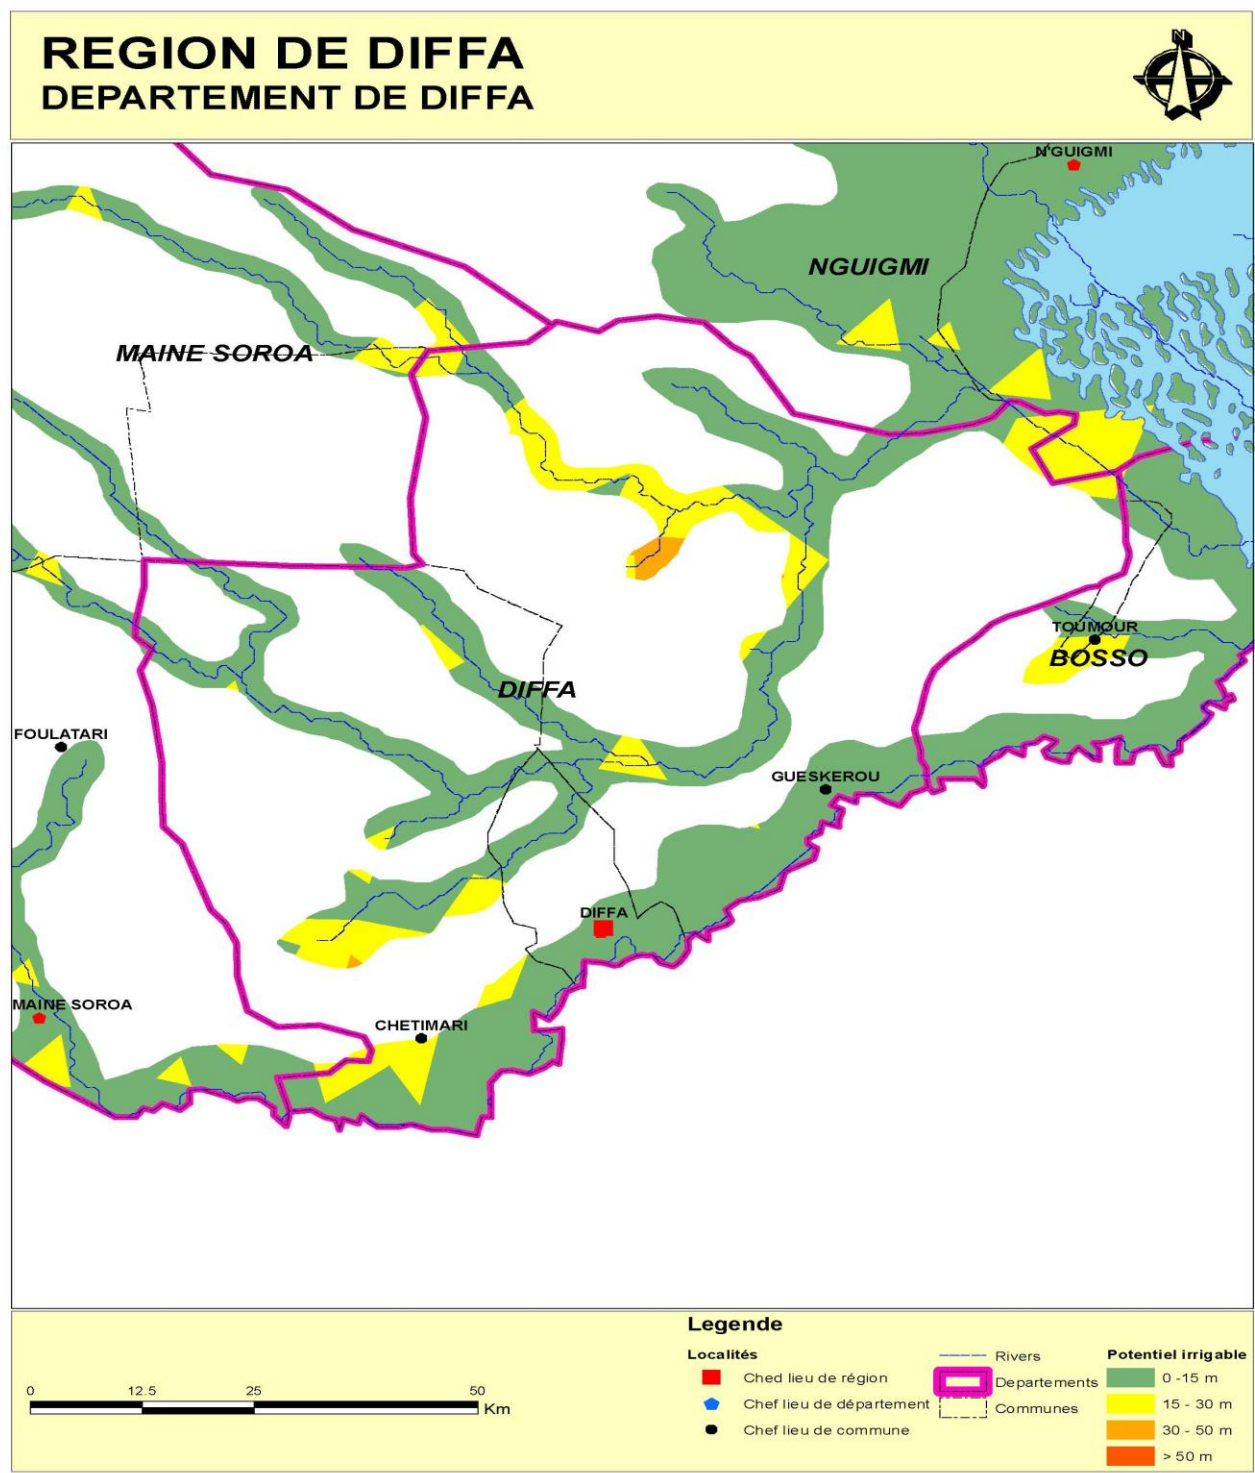 REGION DE DIFFA
DEPARTEMENT DE DIFFA
N
N'GUIGMI
NGUIGMI
MAINE SOROA
TOUMOUR
BOSSO
DIFFA
FOULATARI
GUESKEROU
DIFFA
MAINE SOROA
CHETIMARI
Legende
Localités
Ched lieu de région
Chef lieu de département
Chef lieu de commune
Rivers
Departements
Communes
Potentiel irrigable
0 -15 m
15 - 30 m
30 - 50 m
> 50 m
0 12.5 25 50
Km